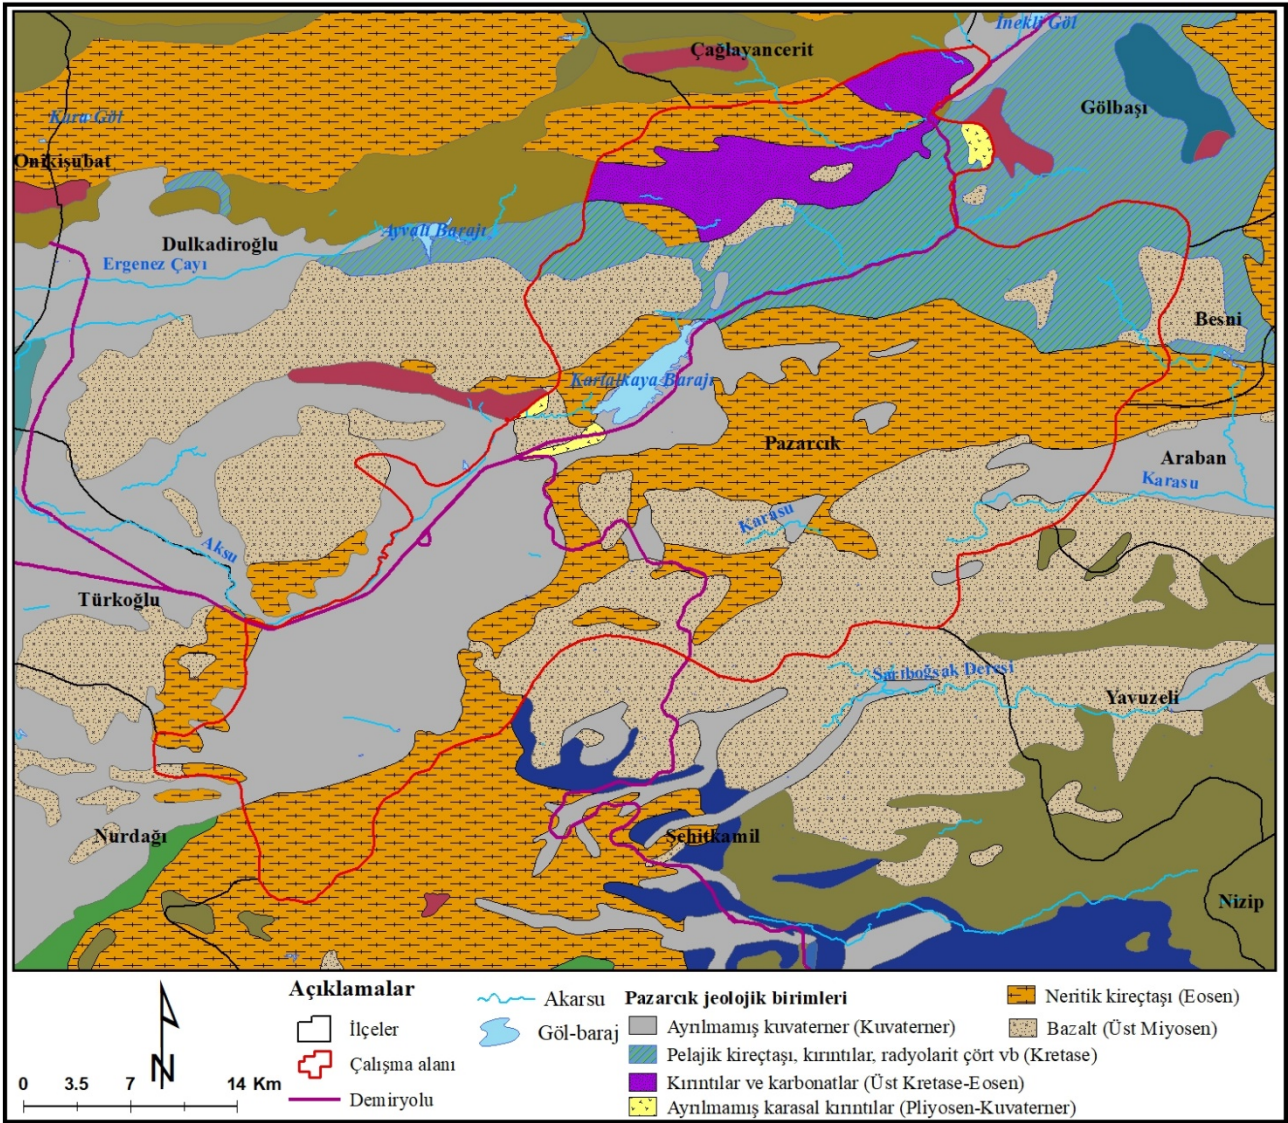 İnekli Göl
Çağlayancerit
Gölbaşı
Kara Göl
Onikişubat
Dulkadiroğlu
Ayvalı Barajı
Ergenez Çayı
Besni
Kartalkaya Barajı
Pazarcık
Araban
Karasu
Karasu
Aksu
Türkoğlu
Sarıboğsak Deresi
Yavuzeli
Nurdağı
Şehitkamil
Nizip
N
0 3.5 7 14 Km
Açıklamalar
İlçeler
Çalışma alanı
Demiryolu
Akarsu
Göl-baraj
Pazarcık jeolojik birimleri
Ayrılmamış kuvaterner (Kuvaterner)
Pelajik kireçtaşı, kırıntılar, radyolarit çört vb (Kretase)
Kırıntılar ve karbonatlar (Üst Kretase-Eosen)
Ayrılmamış karasal kırıntılar (Pliyosen-Kuvaterner)
Neritik kireçtaşı (Eosen)
Bazalt (Üst Miyosen)